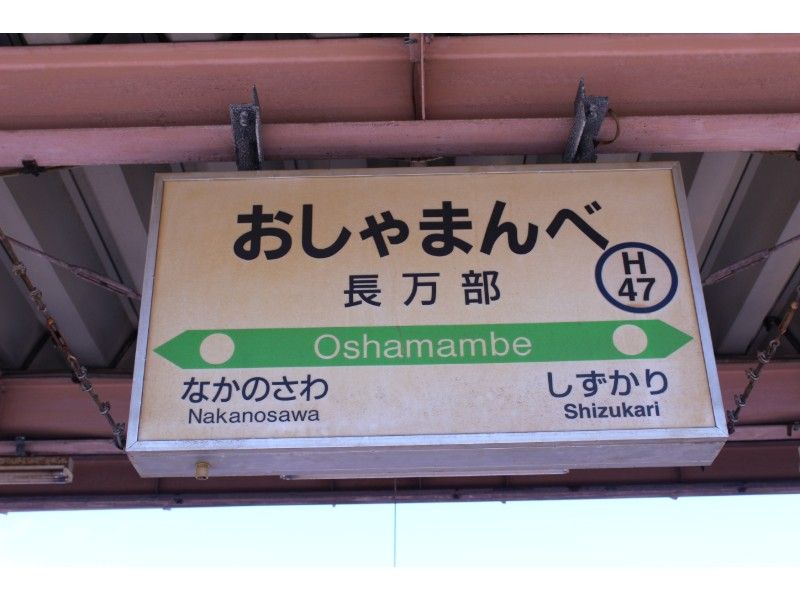 おしゃまんべ
長万部
H
47
Oshamambe
なかのさわ
Nakanosawa
しずかり
Shizukari